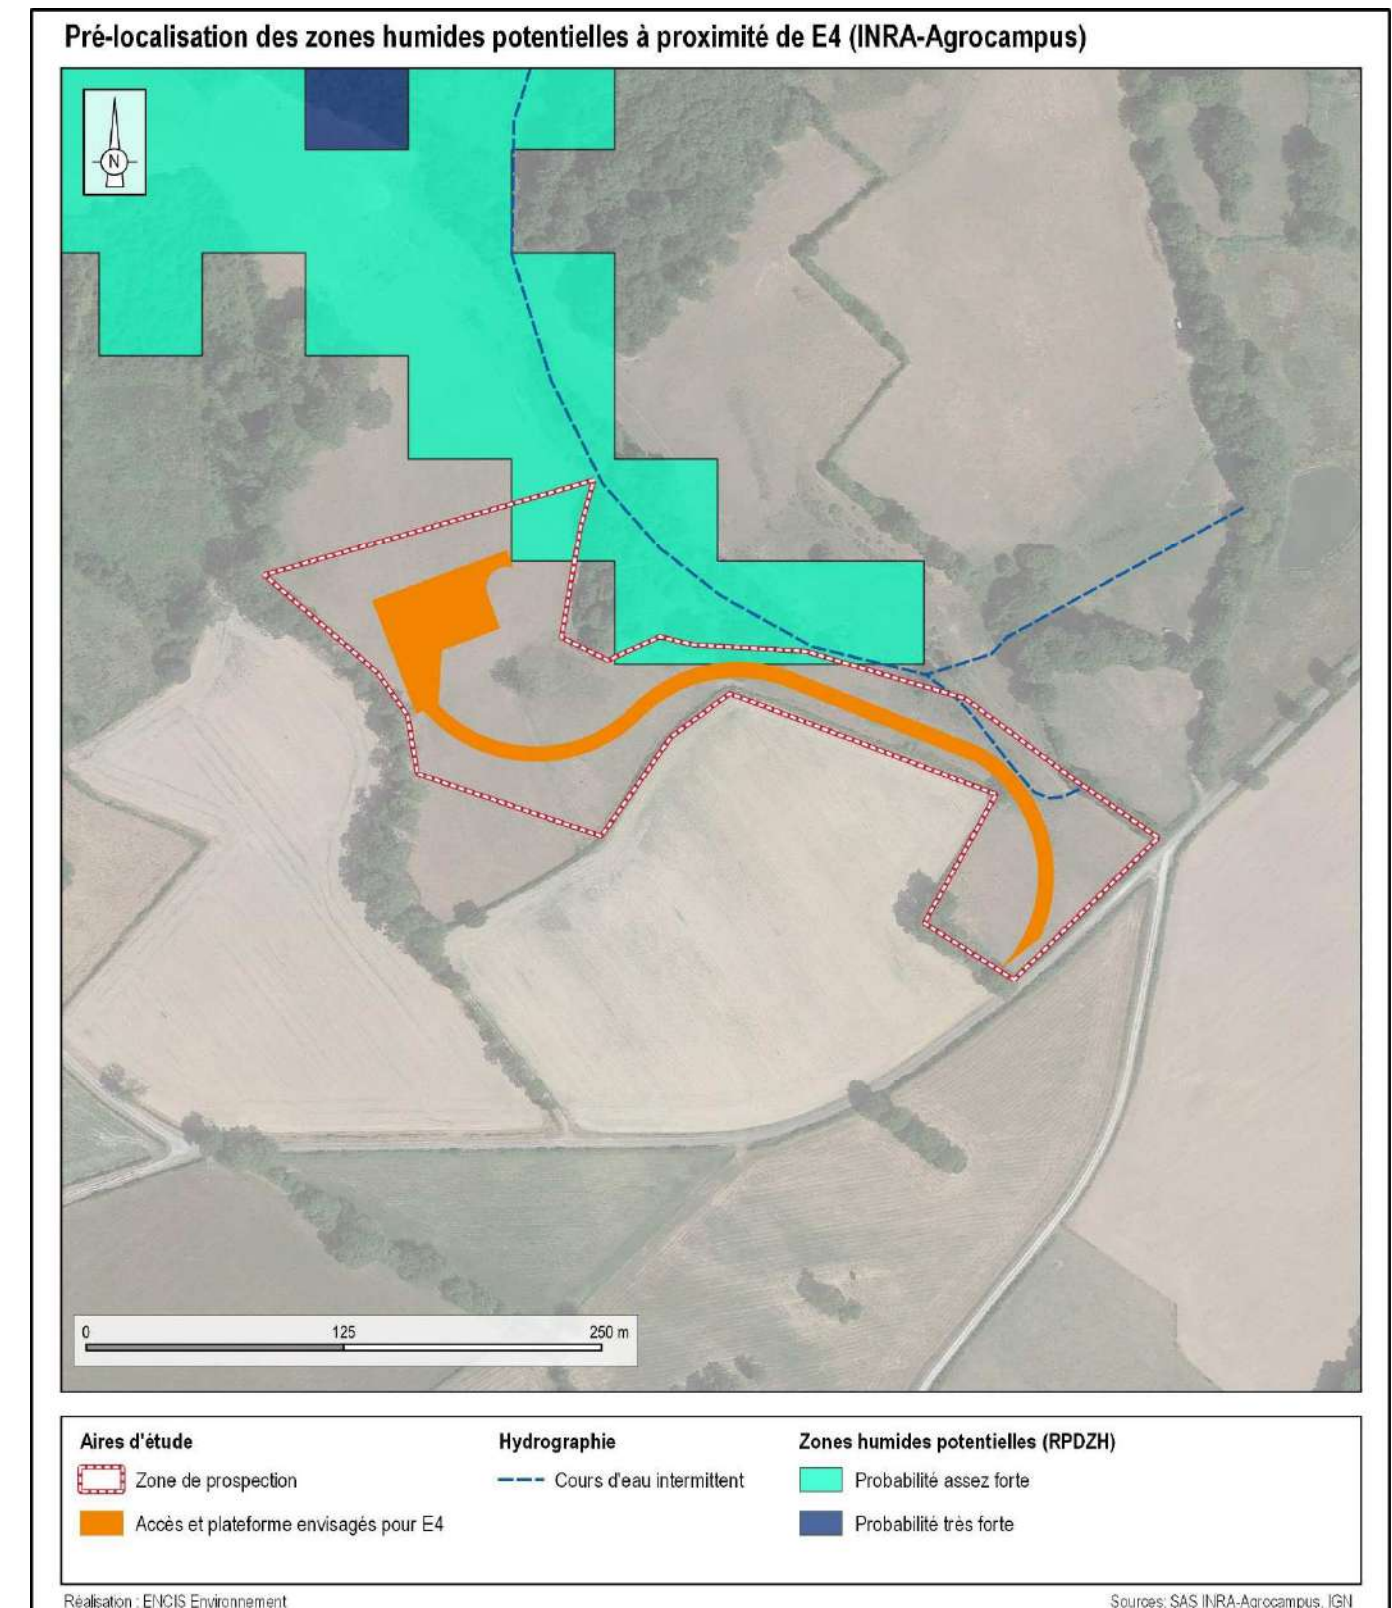 Pré-localisation des zones humides potentielles à proximité de E4 (INRA-Agrocampus)
N
0 125 250 m
Aires d'étude
Zone de prospection
Accès et plateforme envisagés pour E4
Hydrographie
Cours d'eau intermittent
Zones humides potentielles (RPDZH)
Probabilité assez forte
Probabilité très forte
Réalisation : ENCIS Environnement
Sources: SAS INRA-Agrocampus, IGN